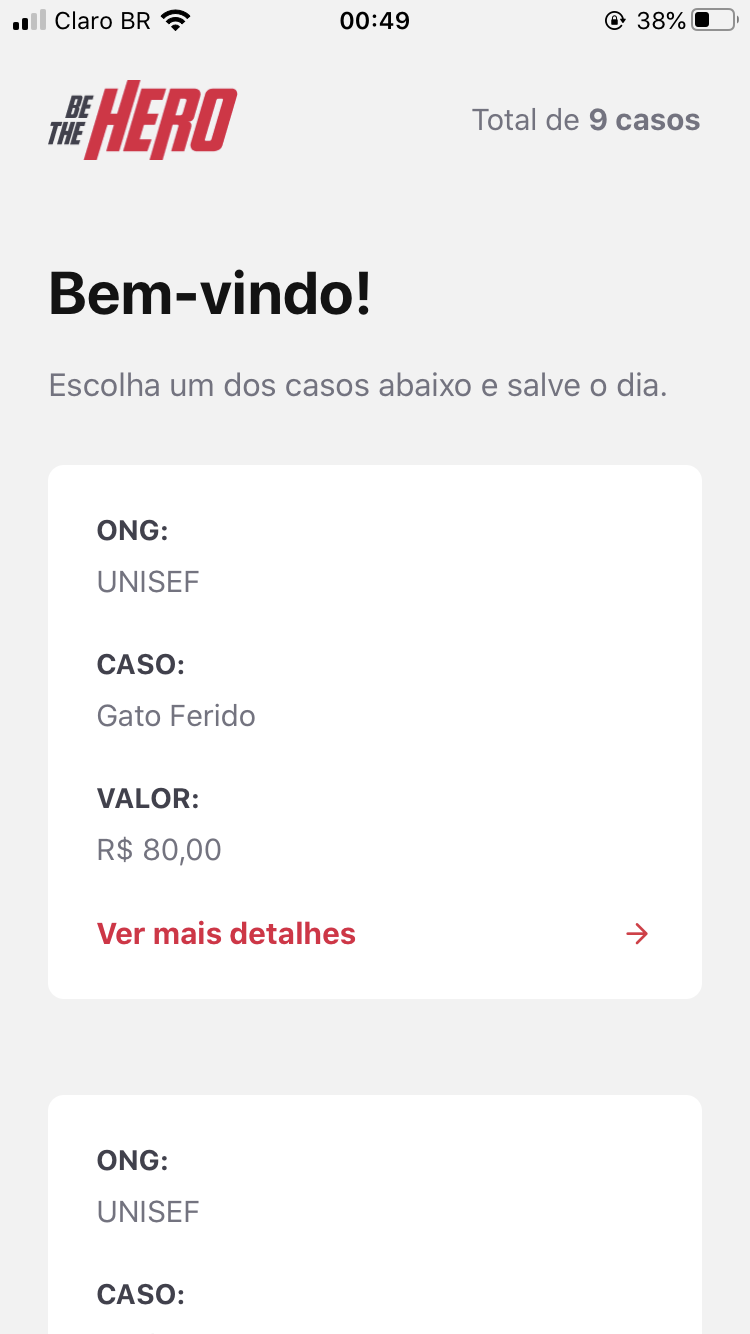 Claro BR 00:49 38%
BE THE HERO
Total de 9 casos
Bem-vindo!
Escolha um dos casos abaixo e salve o dia.
ONG:
UNISEF
CASO:
Gato Ferido
VALOR:
R$ 80,00
Ver mais detalhes
ONG:
UNISEF
CASO: